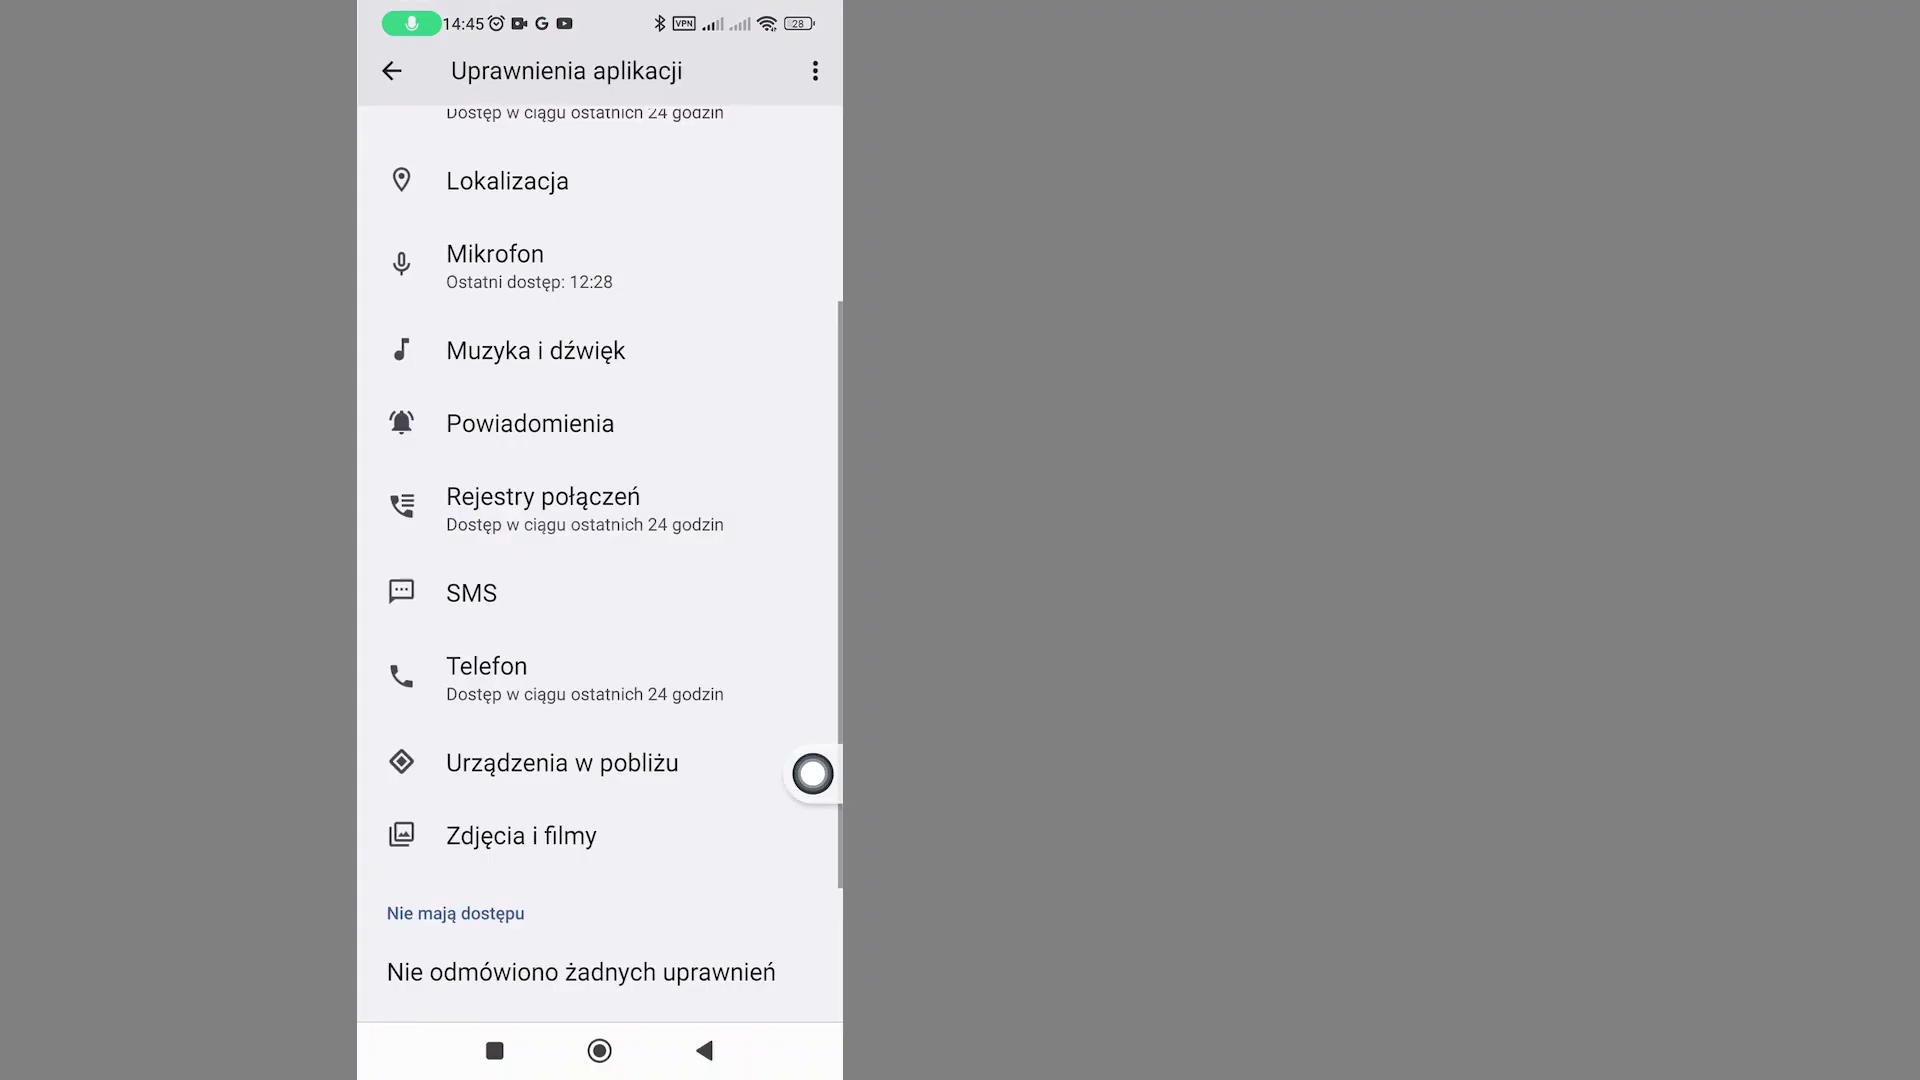 14:45 G VPN 28
Uprawnienia aplikacji
Dostęp w ciągu ostatnich 24 godzin
Lokalizacja
Mikrofon
Ostatni dostęp: 12:28
Muzyka i dźwięk
Powiadomienia
Rejestry połączeń
Dostęp w ciągu ostatnich 24 godzin
SMS
Telefon
Dostęp w ciągu ostatnich 24 godzin
Urządzenia w pobliżu
Zdjęcia i filmy
Nie mają dostępu
Nie odmówiono żadnych uprawnień